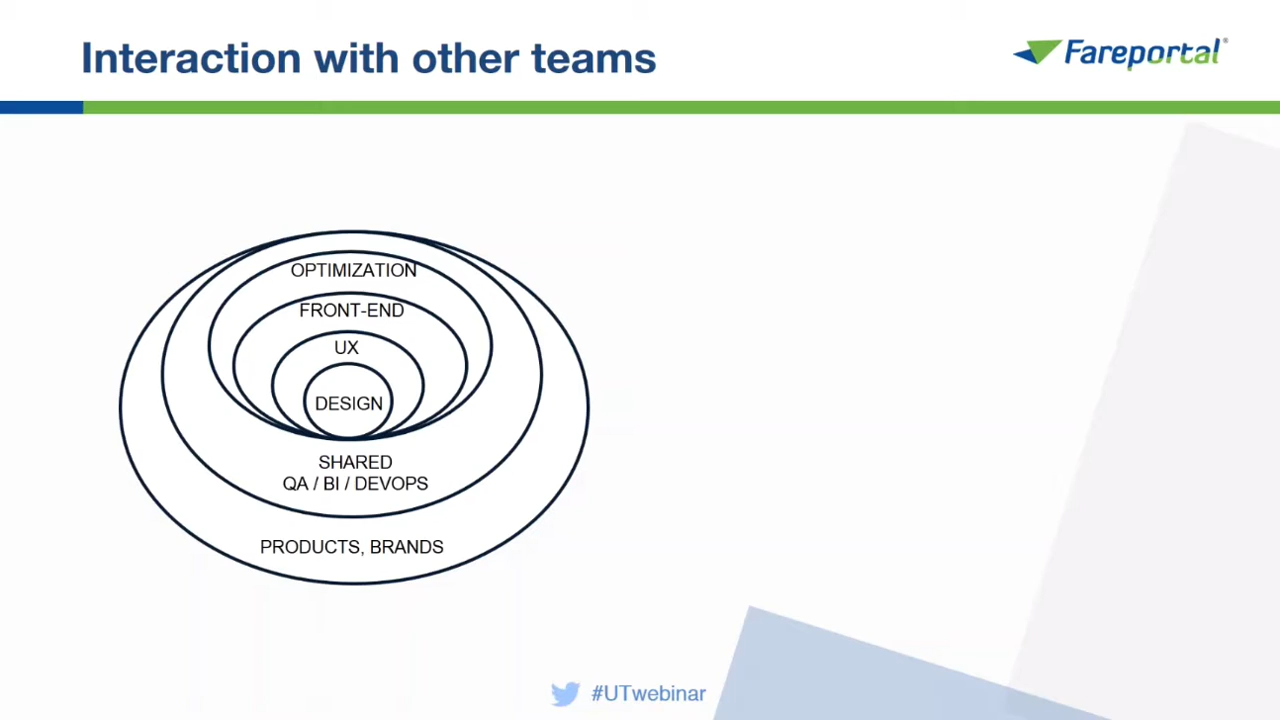 Interaction with other teams
Fareportal®
OPTIMIZATION
FRONT-END
UX
DESIGN
SHARED
QA / BI / DEVOPS
PRODUCTS, BRANDS
#UTwebinar